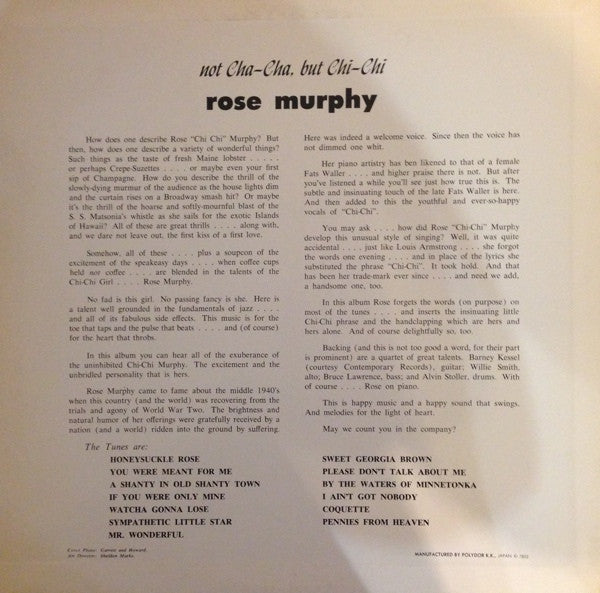 not Cha-Cha, but Chi-Chi
rose murphy
How does one describe Rose "Chi Chi" Murphy? But
then, how does one describe a variety of wonderful things?
Such things as the taste of fresh Maine lobster . . . . .
or perhaps Crepe-Suzettes . . . . or maybe even your first
sip of Champagne. How do you describe the thrill of the
slowly-dying murmur of the audience as the house lights dim
and the curtain rises on a Broadway smash hit? Or maybe
it's the thrill of the hoarse and softly-mournful blast of the
S. S. Matsonia's whistle as she sails for the exotic Islands
of Hawaii? All of these are great thrills . . . . along with,
and we dare not leave out, the first kiss of a first love.
Somehow, all of these . . . . plus a soupcon of the
excitement of the speakeasy days . . . . when coffee cups
held not coffee . . . . are blended in the talents of the
Chi-Chi Girl . . . . Rose Murphy.
No fad is this girl. No passing fancy is she. Here is
a talent well grounded in the fundamentals of jazz . . . .
and all of its fabulous side effects. This music is for the
toe that taps and the pulse that beats . . . . and (of course)
for the heart that throbs.
In this album you can hear all of the exuberance of
the uninhibited Chi-Chi Murphy. The excitement and the
unbridled personality that is hers.
Rose Murphy came to fame about the middle 1940's
when this country (and the world) was recovering from the
trials and agony of World War Two. The brightness and
natural humor of her offerings were gratefully received by a
nation (and a world) ridden into the ground by suffering.
Here was indeed a welcome voice. Since then the voice has
not dimmed one whit.
Her piano artistry has ben likened to that of a female
Fats Waller . . . . and higher praise there is not. But after
you've listened a while you'll see just how true this is. The
subtle and insinuating touch of the late Fats Waller is here.
And then added to this the youthful and ever-so-happy
vocals of "Chi-Chi".
You may ask . . . . how did Rose "Chi-Chi" Murphy
develop this unusual style of singing? Well, it was quite
accidental . . . . just like Louis Armstrong . . . . she forgot
the words one evening . . . . and in place of the lyrics she
substituted the phrase "Chi-Chi". It took hold. And that
has been her trade-mark ever since . . . . and need we add,
a handsome one, too.
In this album Rose forgets the words (on purpose) on
most of the tunes . . . . and inserts the insinuating little
Chi-Chi phrase and the handclapping which are hers and
hers alone. And of course delightfully so, too.
Backing (and this is not too good a word, for their part
is prominent) are a quartet of great talents. Barney Kessel
(courtesy Contemporary Records), guitar; Willie Smith,
alto; Bruce Lawrence, bass; and Alvin Stoller, drums. With
of course . . . . Rose on piano.
This is happy music and a happy sound that swings.
And melodies for the light of heart.
May we count you in the company?
The Tunes are:
HONEYSUCKLE ROSE
YOU WERE MEANT FOR ME
A SHANTY IN OLD SHANTY TOWN
IF YOU WERE ONLY MINE
WATCHA GONNA LOSE
SYMPATHETIC LITTLE STAR
MR. WONDERFUL
SWEET GEORGIA BROWN
PLEASE DON'T TALK ABOUT ME
BY THE WATERS OF MINNETONKA
I AIN'T GOT NOBODY
COQUETTE
PENNIES FROM HEAVEN
Cover Photo: Garrett and Howard
Art Director: Sheldon Marks
MANUFACTURED BY POLYDOR K.K., JAPAN